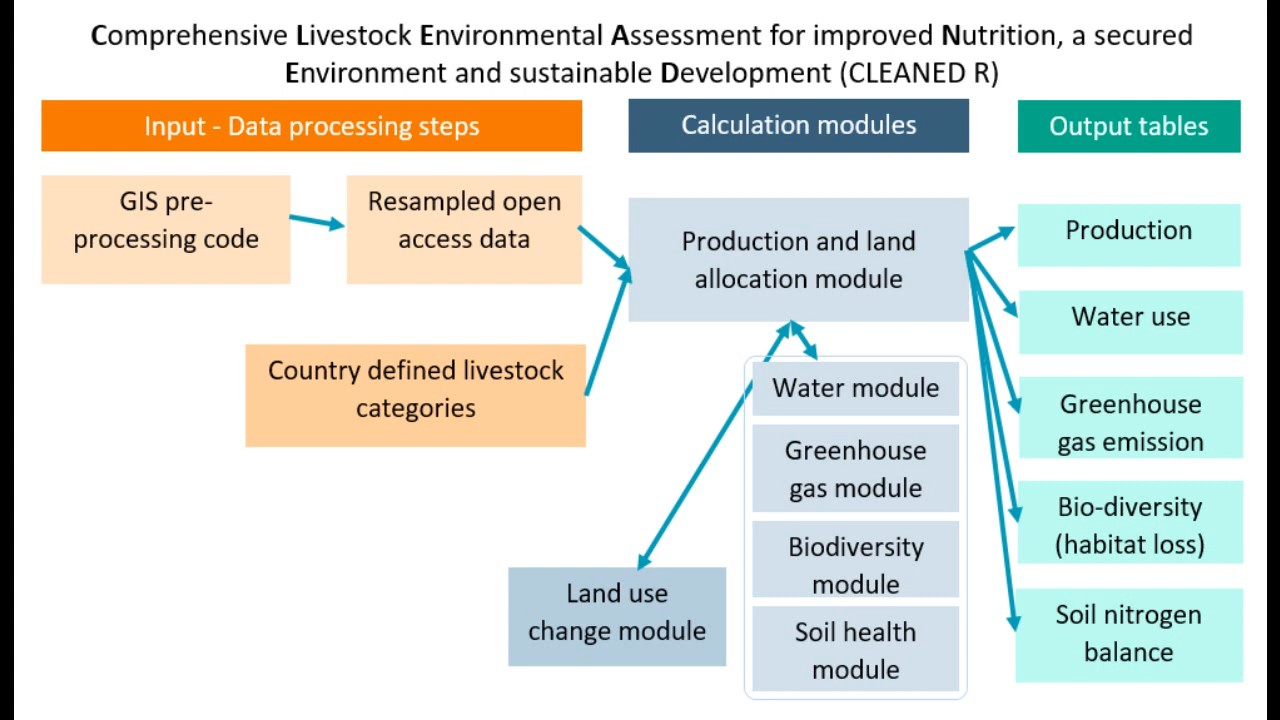 Comprehensive Livestock Environmental Assessment for improved Nutrition, a secured
Environment and sustainable Development (CLEANED R)
Input - Data processing steps
Calculation modules
Output tables
GIS pre-
processing code
Resampled open
access data
Country defined livestock
categories
Production and land
allocation module
Water module
Greenhouse
gas module
Biodiversity
module
Soil health
module
Land use
change module
Production
Water use
Greenhouse
gas emission
Bio-diversity
(habitat loss)
Soil nitrogen
balance